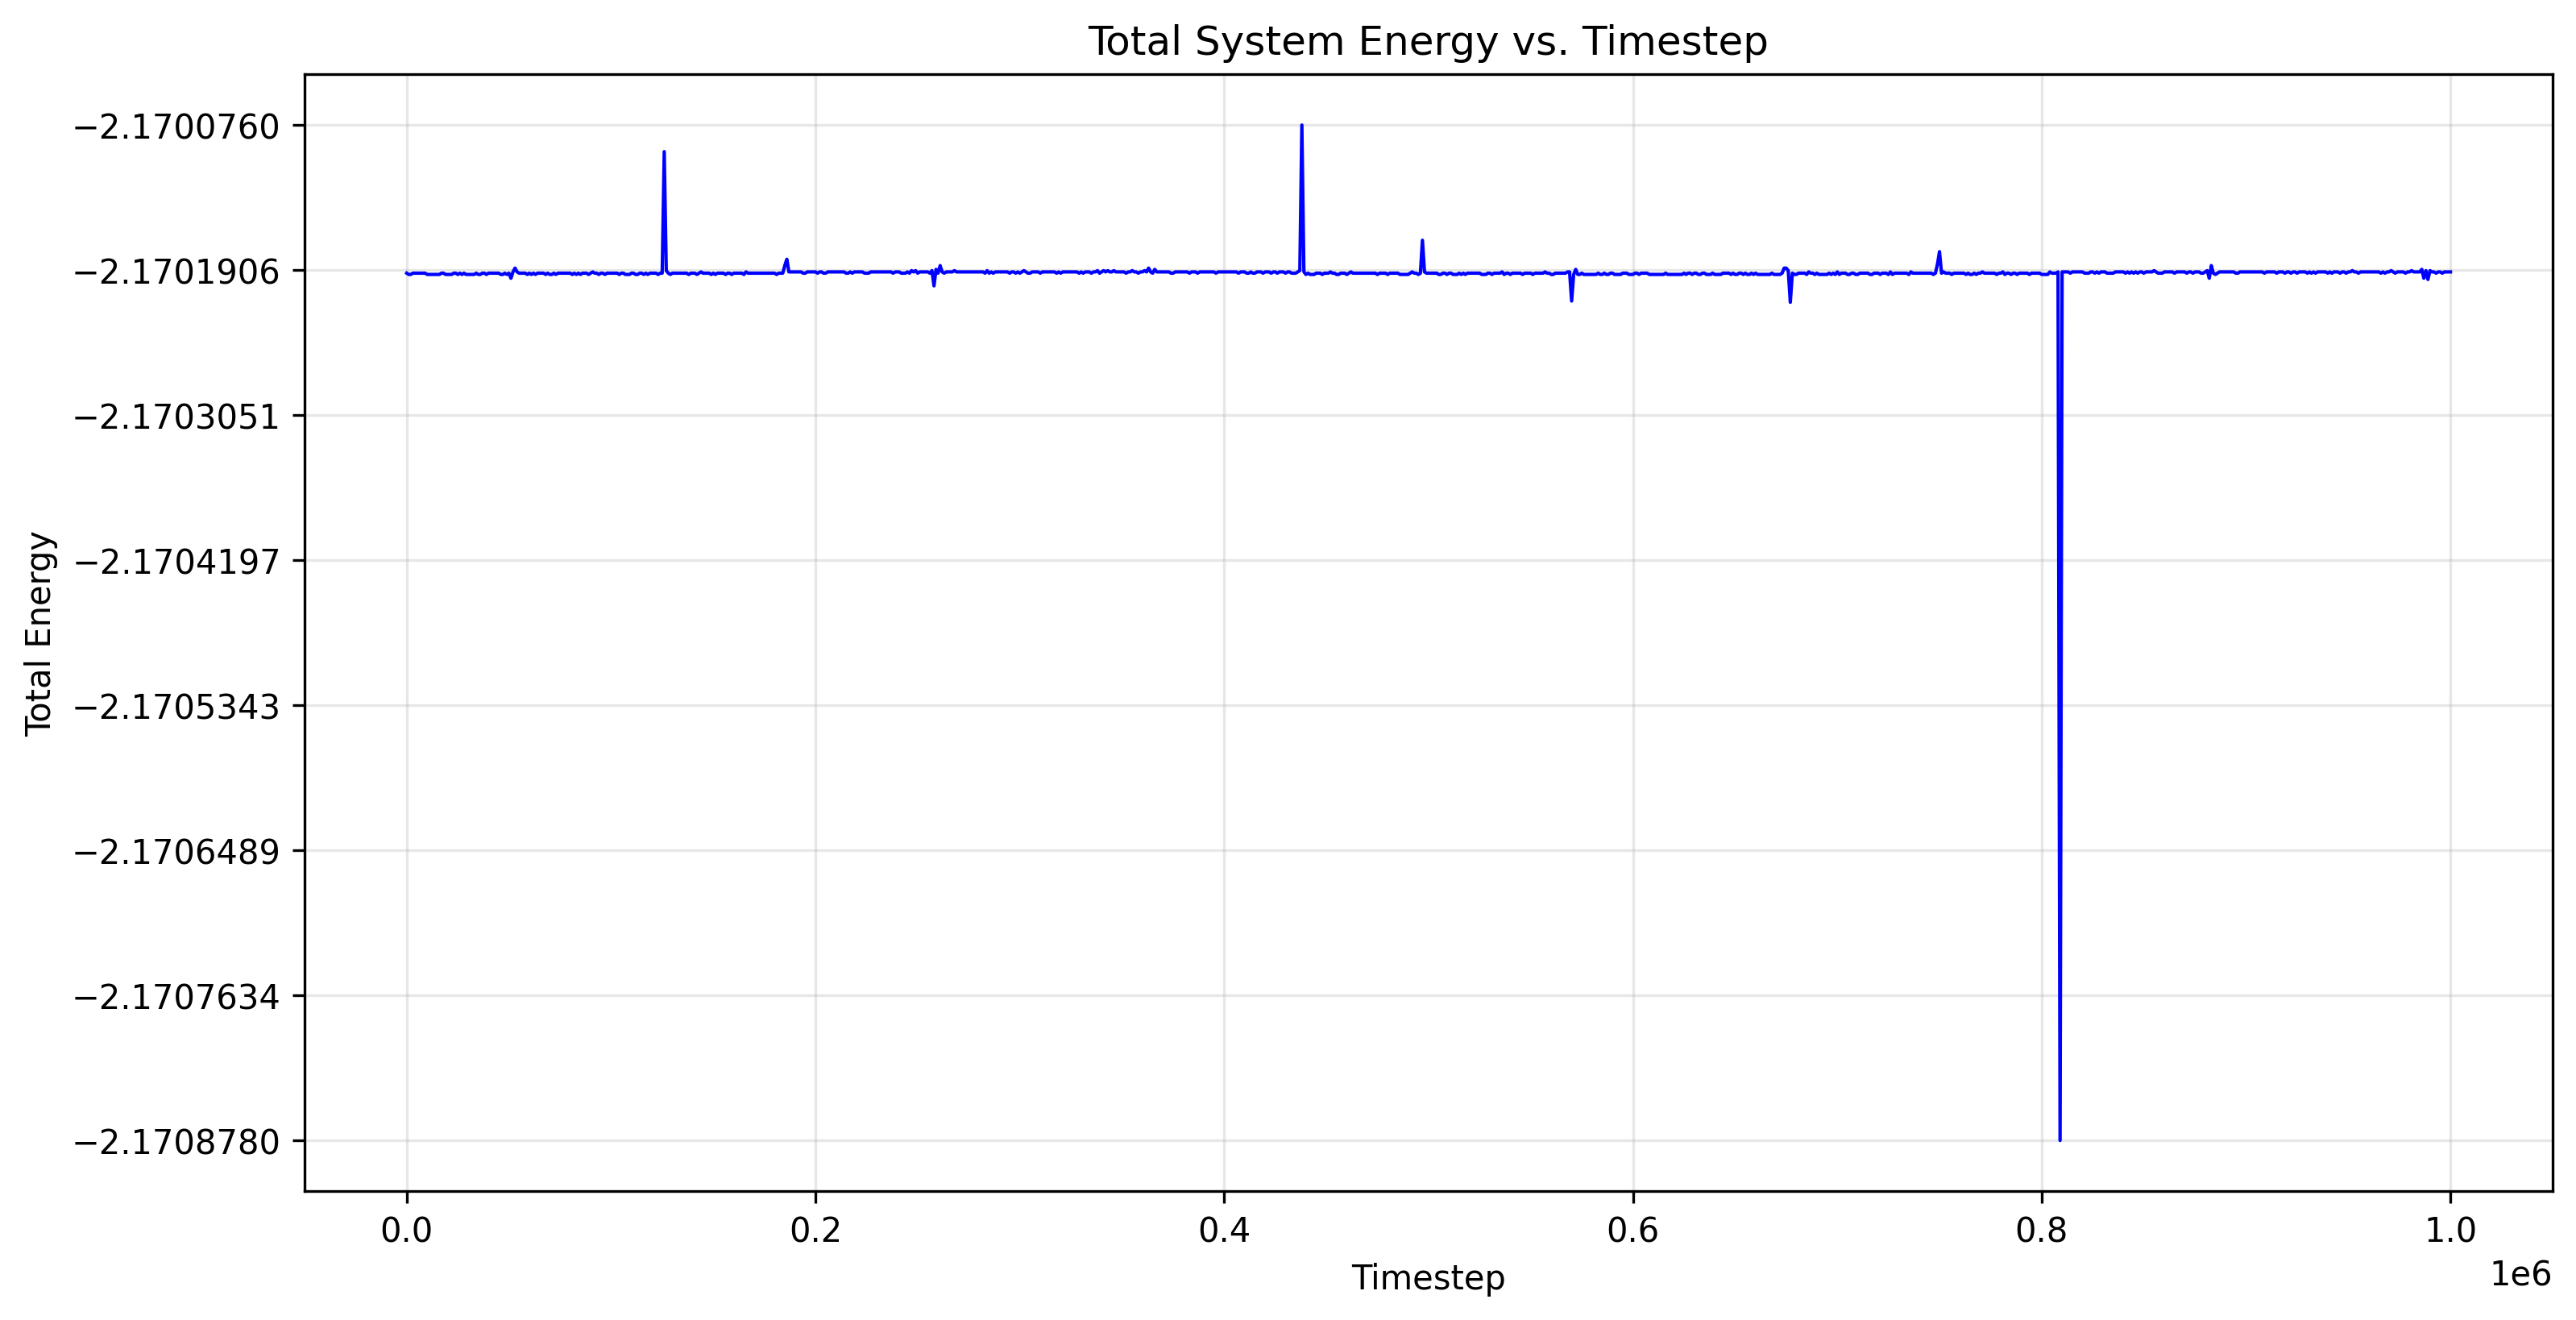 Total System Energy vs. Timestep
−2.1700760
−2.1701906
−2.1703051
−2.1704197
−2.1705343
−2.1706489
−2.1707634
−2.1708780
Total Energy
0.0 0.2 0.4 0.6 0.8 1.0
1e6
Timestep